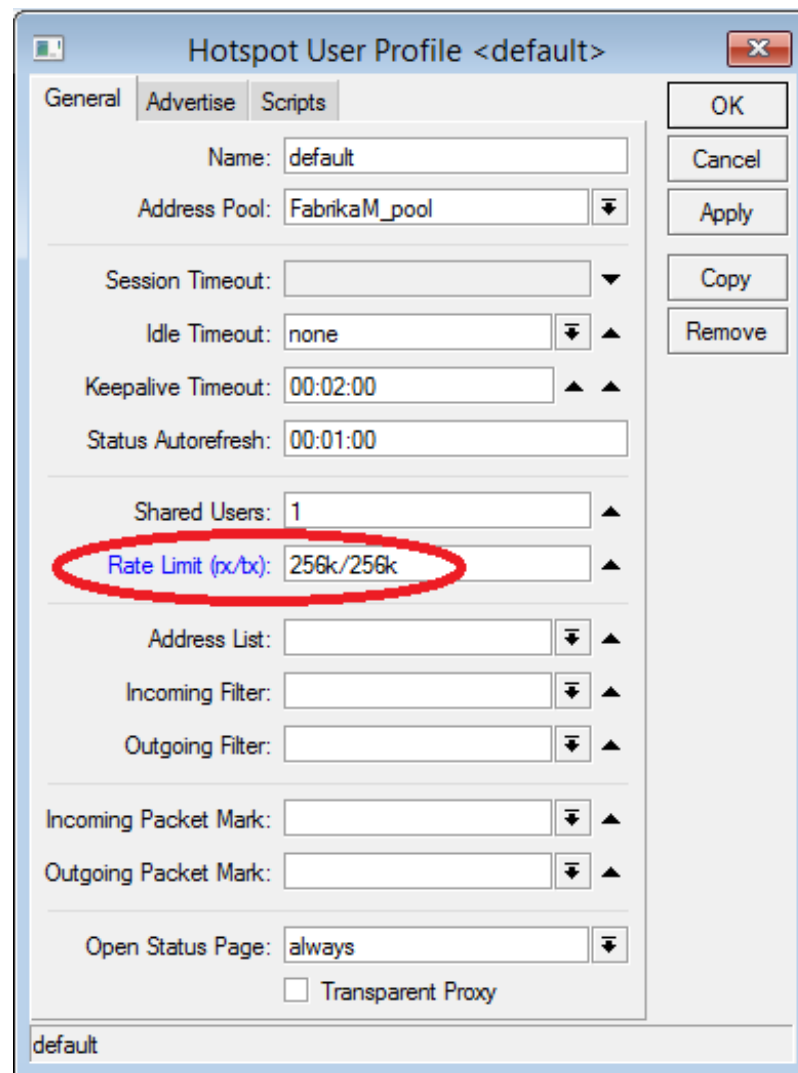 Hotspot User Profile <default>
General Advertise Scripts
OK
Name: default
Cancel
Address Pool: FabrikaM_pool
Apply
Session Timeout:
Copy
Idle Timeout: none
Remove
Keepalive Timeout: 00:02:00
Status Autorefresh: 00:01:00
Shared Users: 1
Rate Limit (rx/tx): 256k/256k
Address List:
Incoming Filter:
Outgoing Filter:
Incoming Packet Mark:
Outgoing Packet Mark:
Open Status Page: always
Transparent Proxy
default